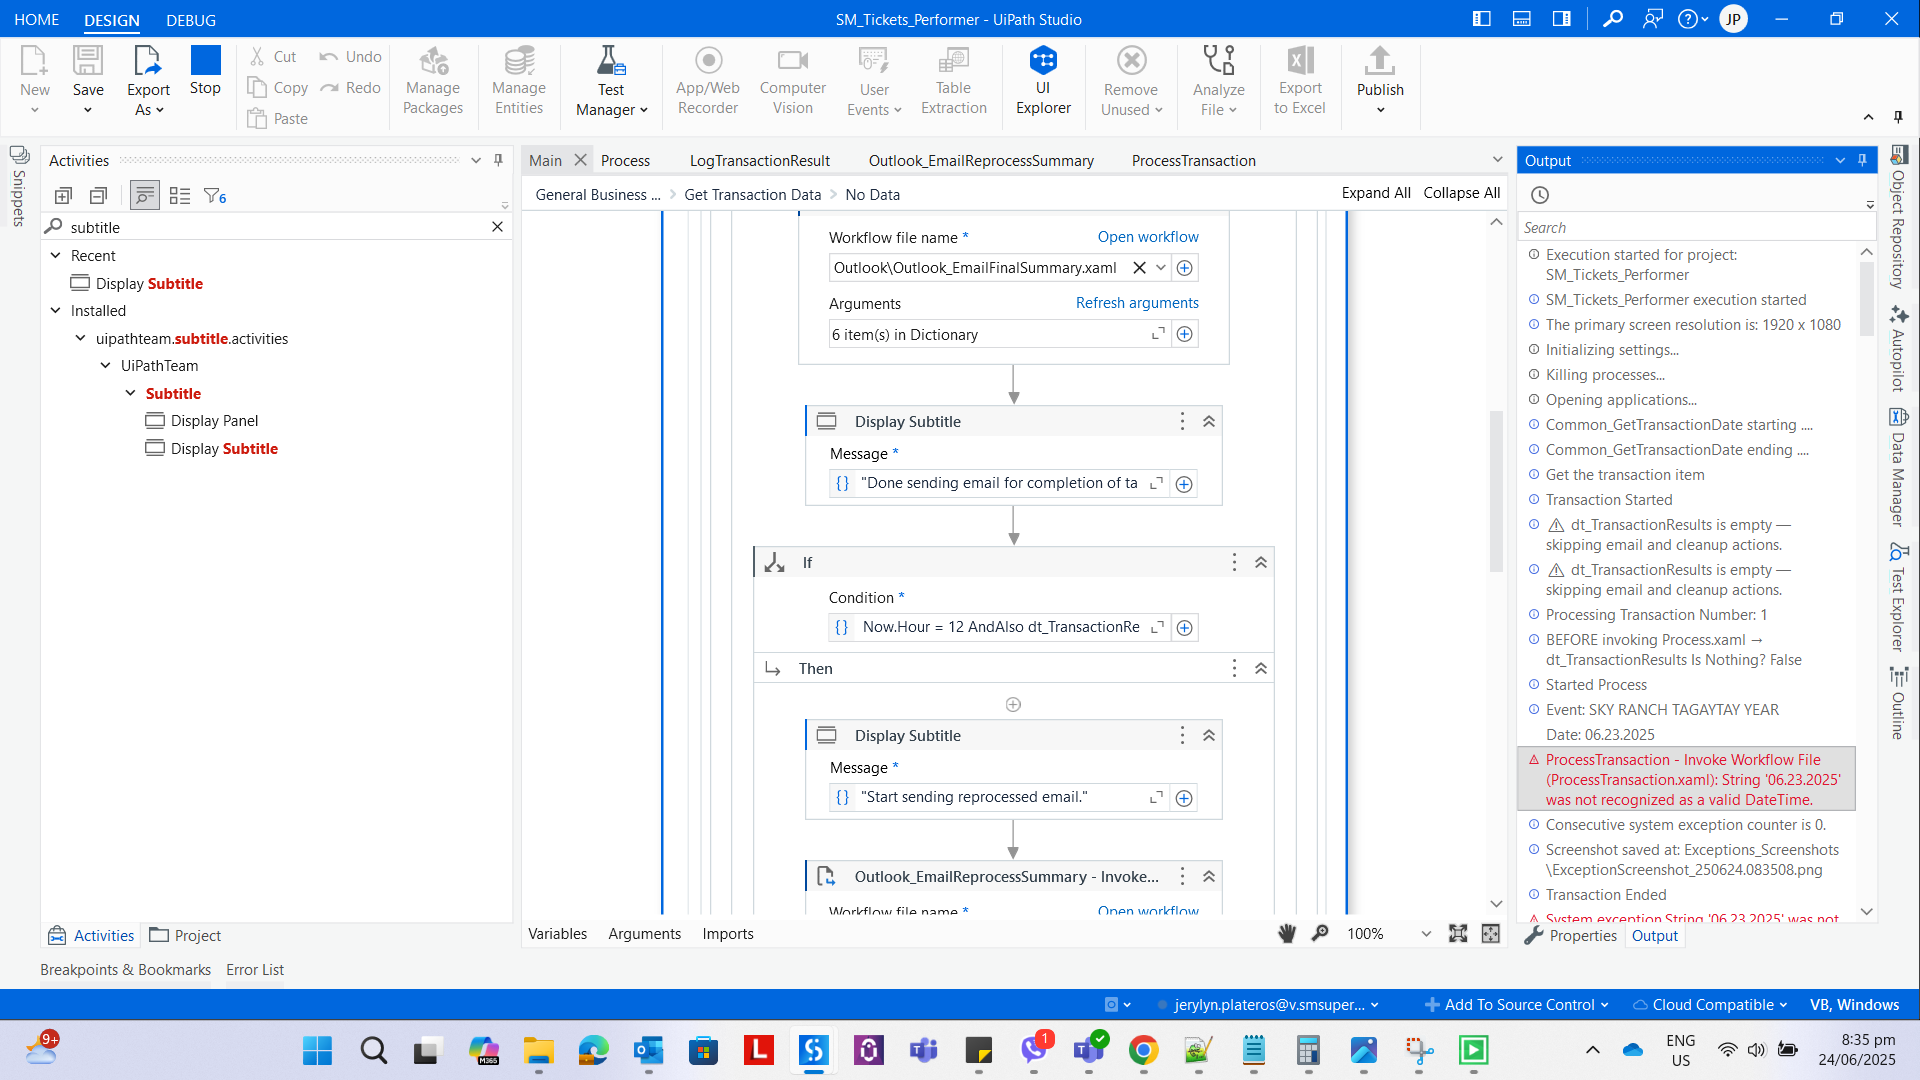 HOME
DESIGN
DEBUG
SM_Tickets_Performer - UiPath Studio
JP
New
Save
Export
As
Stop
Cut
Copy
Paste
Undo
Redo
Manage
Packages
Manage
Entities
Test
Manager
App/Web
Recorder
Computer
Vision
User
Events
Table
Extraction
UI
Explorer
Remove
Unused
Analyze
File
Export
to Excel
Publish
Snippets
Activities
6
subtitle
Recent
Display Subtitle
Installed
uipathteam.subtitle.activities
UiPathTeam
Subtitle
Display Panel
Display Subtitle
Activities
Project
Main
Process
LogTransactionResult
Outlook_EmailReprocessSummary
ProcessTransaction
General Business ...
Get Transaction Data
No Data
Expand All
Collapse All
Workflow file name *
Open workflow
Outlook\Outlook_EmailFinalSummary.xaml
Arguments
Refresh arguments
6 item(s) in Dictionary
Display Subtitle
Message *
"Done sending email for completion of ta
If
Condition *
Now.Hour = 12 AndAlso dt_TransactionRe
Then
Display Subtitle
Message *
"Start sending reprocessed email."
Outlook_EmailReprocessSummary - Invoke...
Workflow file name *
Open workflow
Variables
Arguments
Imports
100%
Output
Search
Execution started for project:
SM_Tickets_Performer
SM_Tickets_Performer execution started
The primary screen resolution is: 1920 x 1080
Initializing settings...
Killing processes...
Opening applications...
Common_GetTransactionDate starting ....
Common_GetTransactionDate ending ....
Get the transaction item
Transaction Started
⚠ dt_TransactionResults is empty —
skipping email and cleanup actions.
⚠ dt_TransactionResults is empty —
skipping email and cleanup actions.
Processing Transaction Number: 1
BEFORE invoking Process.xaml →
dt_TransactionResults Is Nothing? False
Started Process
Event: SKY RANCH TAGAYTAY YEAR
Date: 06.23.2025
ProcessTransaction - Invoke Workflow File
(ProcessTransaction.xaml): String '06.23.2025'
was not recognized as a valid DateTime.
Consecutive system exception counter is 0.
Screenshot saved at: Exceptions_Screenshots
\ExceptionScreenshot_250624.083508.png
Transaction Ended
System exception String '06.23.2025' was not
Properties
Output
Object Repository
Autopilot
Data Manager
Test Explorer
Outline
Breakpoints & Bookmarks
Error List
jerylyn.plateros@v.smsuper...
Add To Source Control
Cloud Compatible
VB, Windows
9+
M365
L
1
ENG
US
8:35 pm
24/06/2025